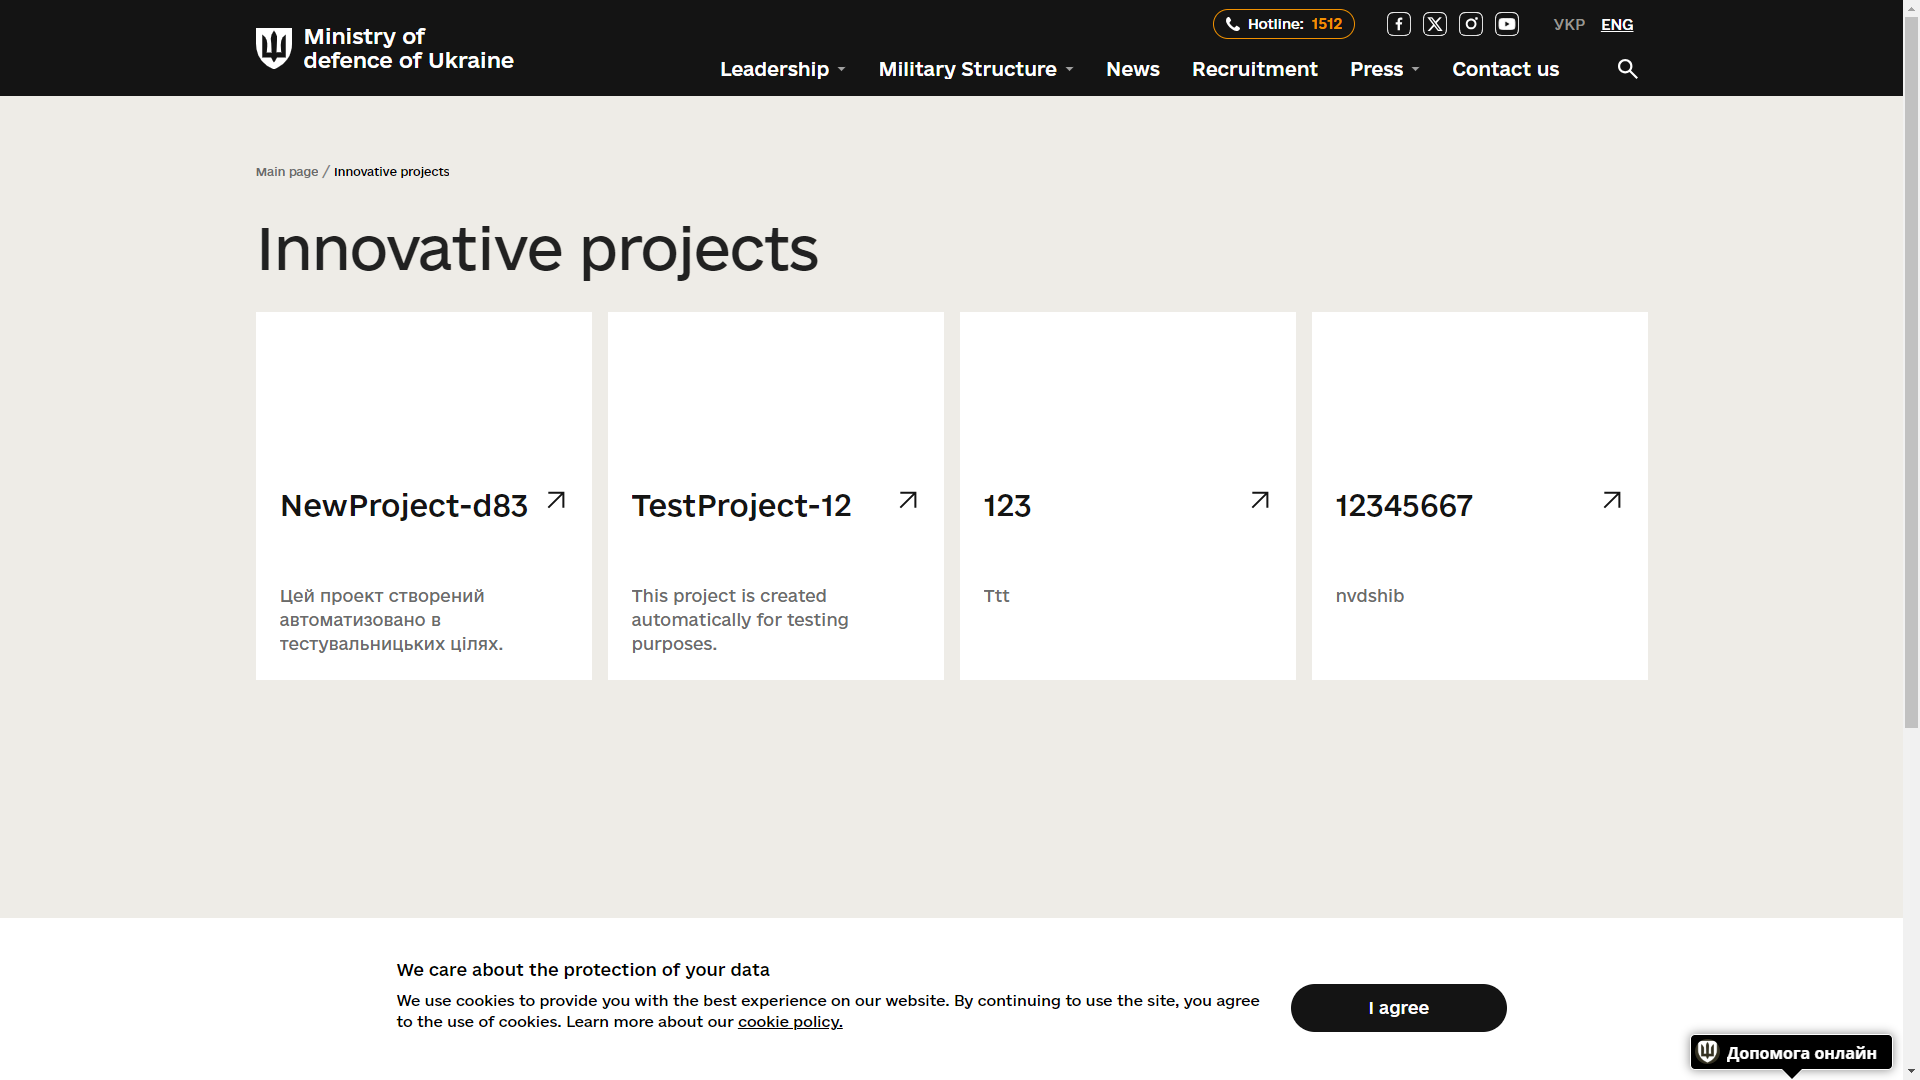 Ministry of
defence of Ukraine
Hotline: 1512
УКР ENG
Leadership
Military Structure
News
Recruitment
Press
Contact us
Main page / Innovative projects
Innovative projects
NewProject-d83
Цей проект створений
автоматизовано в
тестувальницьких цілях.
TestProject-12
This project is created
automatically for testing
purposes.
123
Ttt
12345667
nvdshib
We care about the protection of your data
We use cookies to provide you with the best experience on our website. By continuing to use the site, you agree
to the use of cookies. Learn more about our cookie policy.
I agree
Допомога онлайн